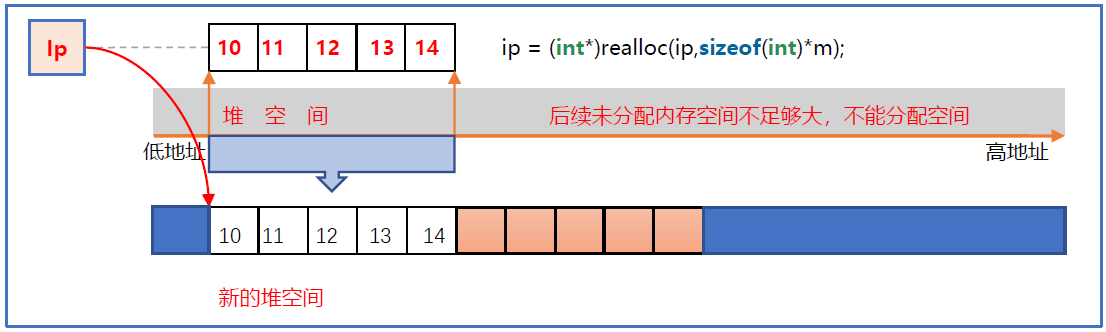 Ip
10 11 12 13 14
ip = (int*)realloc(ip,sizeof(int)*m);
堆 空 间
后续未分配内存空间不足够大，不能分配空间
低地址
高地址
10 11 12 13 14
新的堆空间